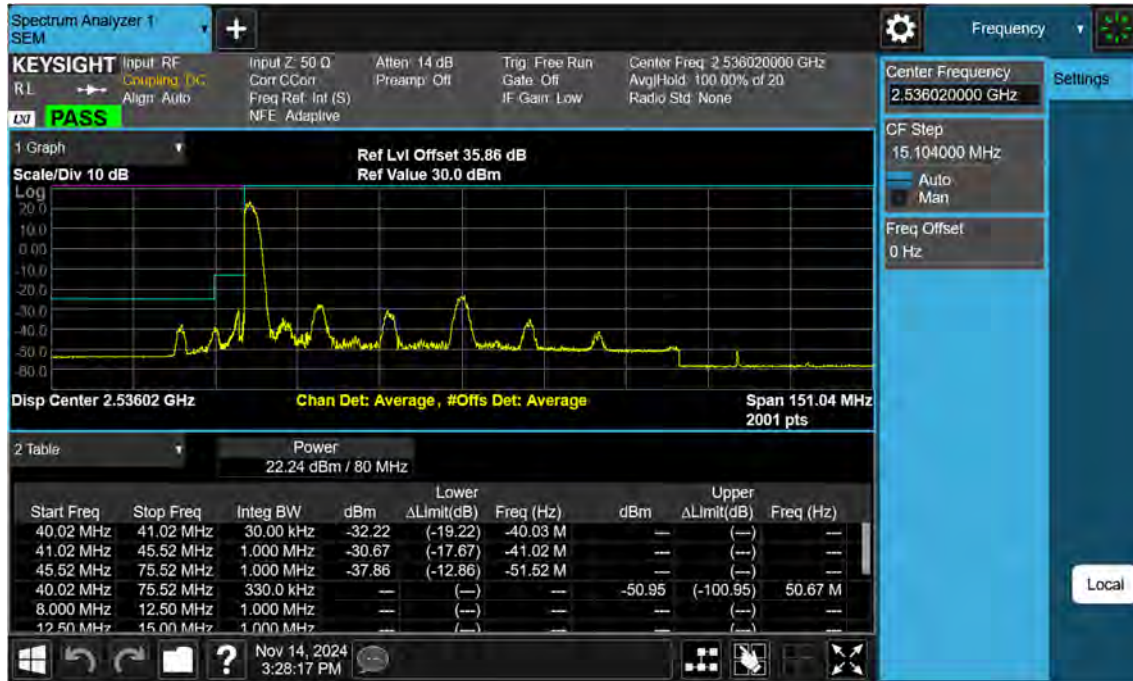 Spectrum Analyzer 1
SEM
+
Frequency
KEYSIGHT
RL
LXI PASS
Input: RF
Coupling: DC
Align: Auto
Input Z: 50 Ω
Corr CCorr
Freq Ref: Int (S)
NFE: Adaptive
Atten: 14 dB
Preamp: Off
Trig: Free Run
Gate: Off
IF Gain: Low
Center Freq: 2.536020000 GHz
Avg|Hold: 100.00% of 20
Radio Std: None
Center Frequency
2.536020000 GHz
Settings
CF Step
15.104000 MHz
Auto
Man
Freq Offset
0 Hz
1 Graph
Scale/Div 10 dB
Ref Lvl Offset 35.86 dB
Ref Value 30.0 dBm
Log
20.0
10.0
0.00
-10.0
-20.0
-30.0
-40.0
-50.0
-60.0
Disp Center 2.53602 GHz
Chan Det: Average, #Offs Det: Average
Span 151.04 MHz
2001 pts
2 Table
Power
22.24 dBm / 80 MHz
Lower Upper
Start Freq Stop Freq Integ BW dBm ΔLimit(dB) Freq (Hz) dBm ΔLimit(dB) Freq (Hz)
40.02 MHz 41.02 MHz 30.00 kHz -32.22 (-19.22) -40.03 M --- (---) ---
41.02 MHz 45.52 MHz 1.000 MHz -30.67 (-17.67) -41.02 M --- (---) ---
45.52 MHz 75.52 MHz 1.000 MHz -37.86 (-12.86) -51.52 M --- (---) ---
40.02 MHz 75.52 MHz 330.0 kHz --- (---) --- -50.95 (-100.95) 50.67 M
8.000 MHz 12.50 MHz 1.000 MHz --- (---) --- --- (---) ---
12.50 MHz 15.00 MHz 1.000 MHz --- (---) --- --- (---) ---
Local
?
Nov 14, 2024
3:28:17 PM